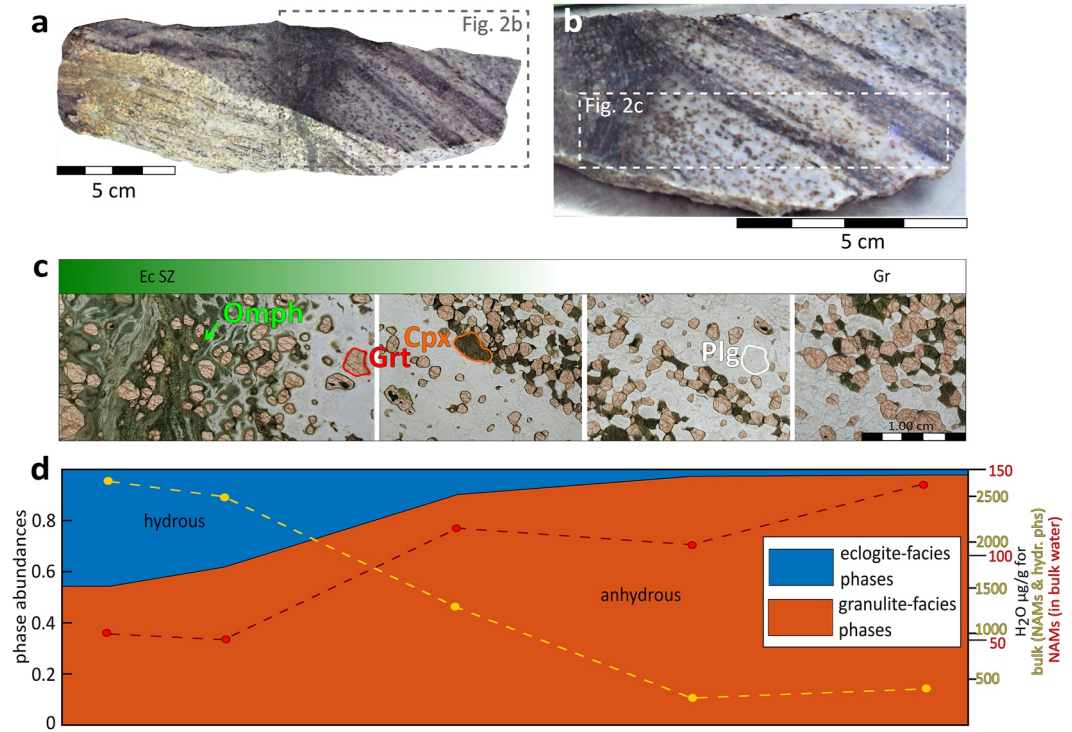 a
Fig. 2b
5 cm
b
Fig. 2c
5 cm
c
Ec SZ
Gr
Omph
Grt
Cpx
Plg
1.00 cm
d
hydrous
anhydrous
eclogite-facies
phases
granulite-facies
phases
phase abundances
0.8
0.6
0.4
0.2
0
150
2500
2000
100
1500
1000
50
500
H2O µg/g for
bulk (NAMs & hydr. phs)
NAMs (in bulk water)